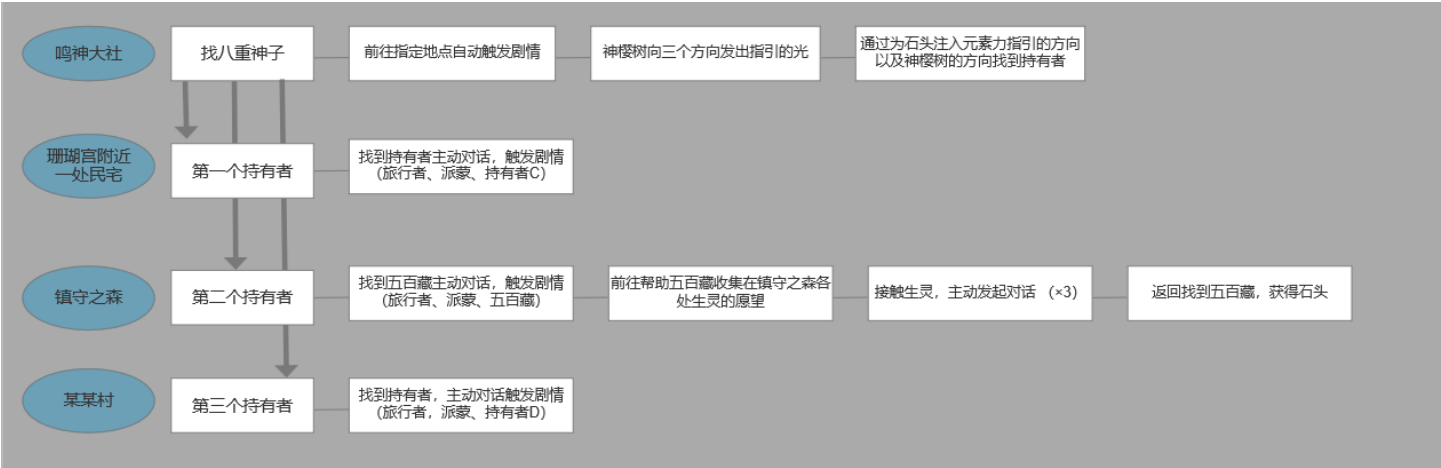 鸣神大社
找八重神子
前往指定地点自动触发剧情
神樱树向三个方向发出指引的光
通过为石头注入元素力指引的方向
以及神樱树的方向找到持有者
珊瑚宫附近
一处民宅
第一个持有者
找到持有者主动对话，触发剧情
（旅行者、派蒙、持有者C）
镇守之森
第二个持有者
找到五百藏主动对话，触发剧情
（旅行者、派蒙、五百藏）
前往帮助五百藏收集在镇守之森各
处生灵的愿望
接触生灵，主动发起对话 （×3）
返回找到五百藏，获得石头
某某村
第三个持有者
找到持有者，主动对话触发剧情
（旅行者，派蒙、持有者D）